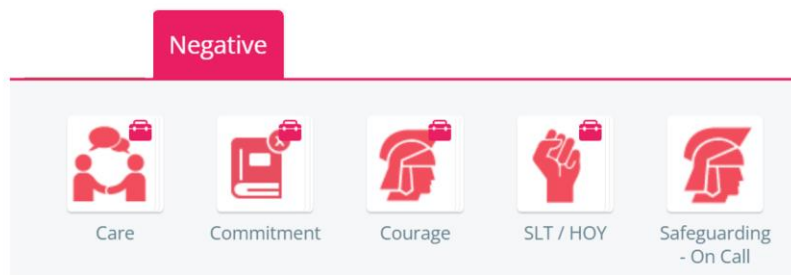 Negative
Care
Commitment
Courage
SLT / HOY
Safeguarding
- On Call